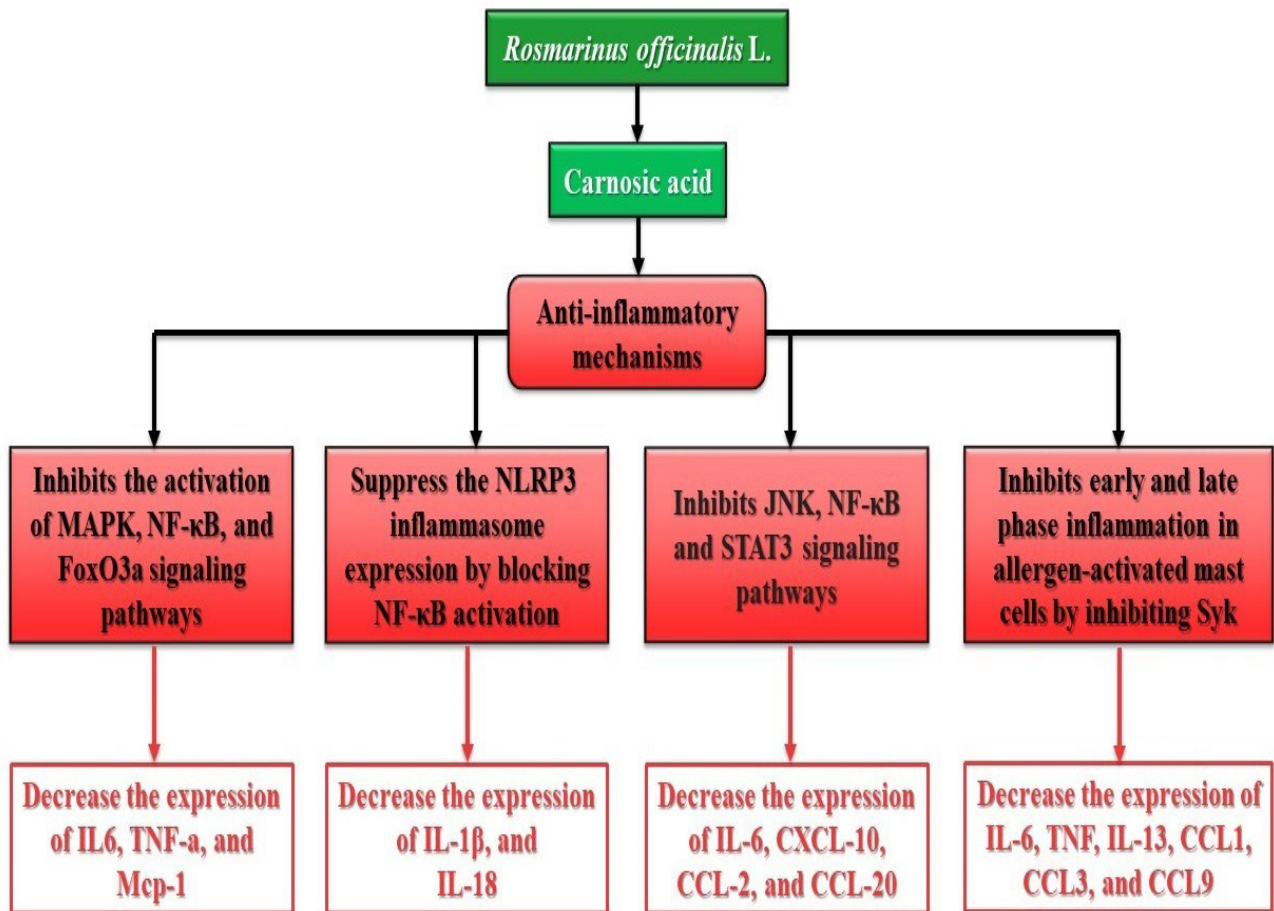 Rosmarinus officinalis L.
Carnosic acid
Anti-inflammatory
mechanisms
Inhibits the activation
of MAPK, NF-κB, and
FoxO3a signaling
pathways
Suppress the NLRP3
inflammasome
expression by blocking
NF-κB activation
Inhibits JNK, NF-κB
and STAT3 signaling
pathways
Inhibits early and late
phase inflammation in
allergen-activated mast
cells by inhibiting Syk
Decrease the expression
of IL6, TNF-a, and
Mcp-1
Decrease the expression
of IL-1β, and
IL-18
Decrease the expression
of IL-6, CXCL-10,
CCL-2, and CCL-20
Decrease the expression of
IL-6, TNF, IL-13, CCL1,
CCL3, and CCL9